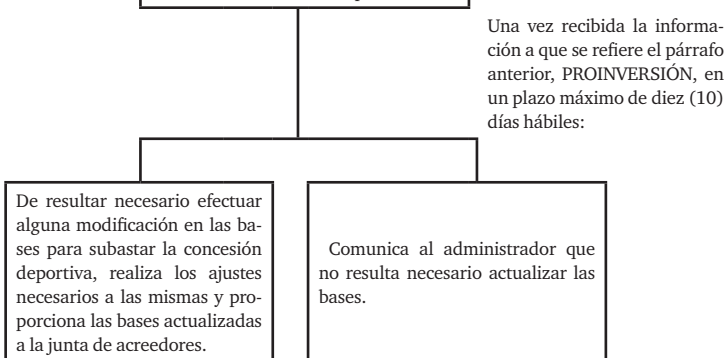 Una vez recibida la informa-
ción a que se refiere el párrafo
anterior, PROINVERSIÓN, en
un plazo máximo de diez (10)
días hábiles:
De resultar necesario efectuar
alguna modificación en las ba-
ses para subastar la concesión
deportiva, realiza los ajustes
necesarios a las mismas y pro-
porciona las bases actualizadas
a la junta de acreedores.
Comunica al administrador que
no resulta necesario actualizar las
bases.